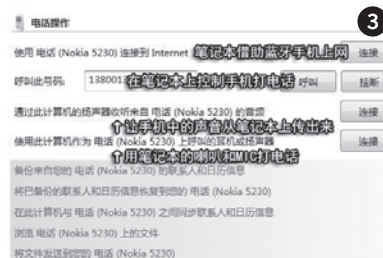 3
电话操作
使用 电话 (Nokia 5230) 连接到 Internet 笔记本借助蓝牙手机上网 连接
呼叫此号码: 138001 在笔记本上控制手机打电话 呼叫 挂断
通过此计算机的扬声器收听来自 电话 (Nokia 5230) 的音频 连接
↑让手机中的声音从笔记本上传出来
使用此计算机作为 电话 (Nokia 5230) 上呼叫的耳机或扬声器 连接
↑用笔记本的喇叭和MIC打电话
备份来自您的 电话 (Nokia 5230) 的联系人和日历信息
将已备份的联系人和日历信息恢复到您的 电话 (Nokia 5230)
在此计算机与 电话 (Nokia 5230) 之间同步联系人和日历信息
浏览 电话 (Nokia 5230) 上的文件
将文件发送到您的 电话 (Nokia 5230)